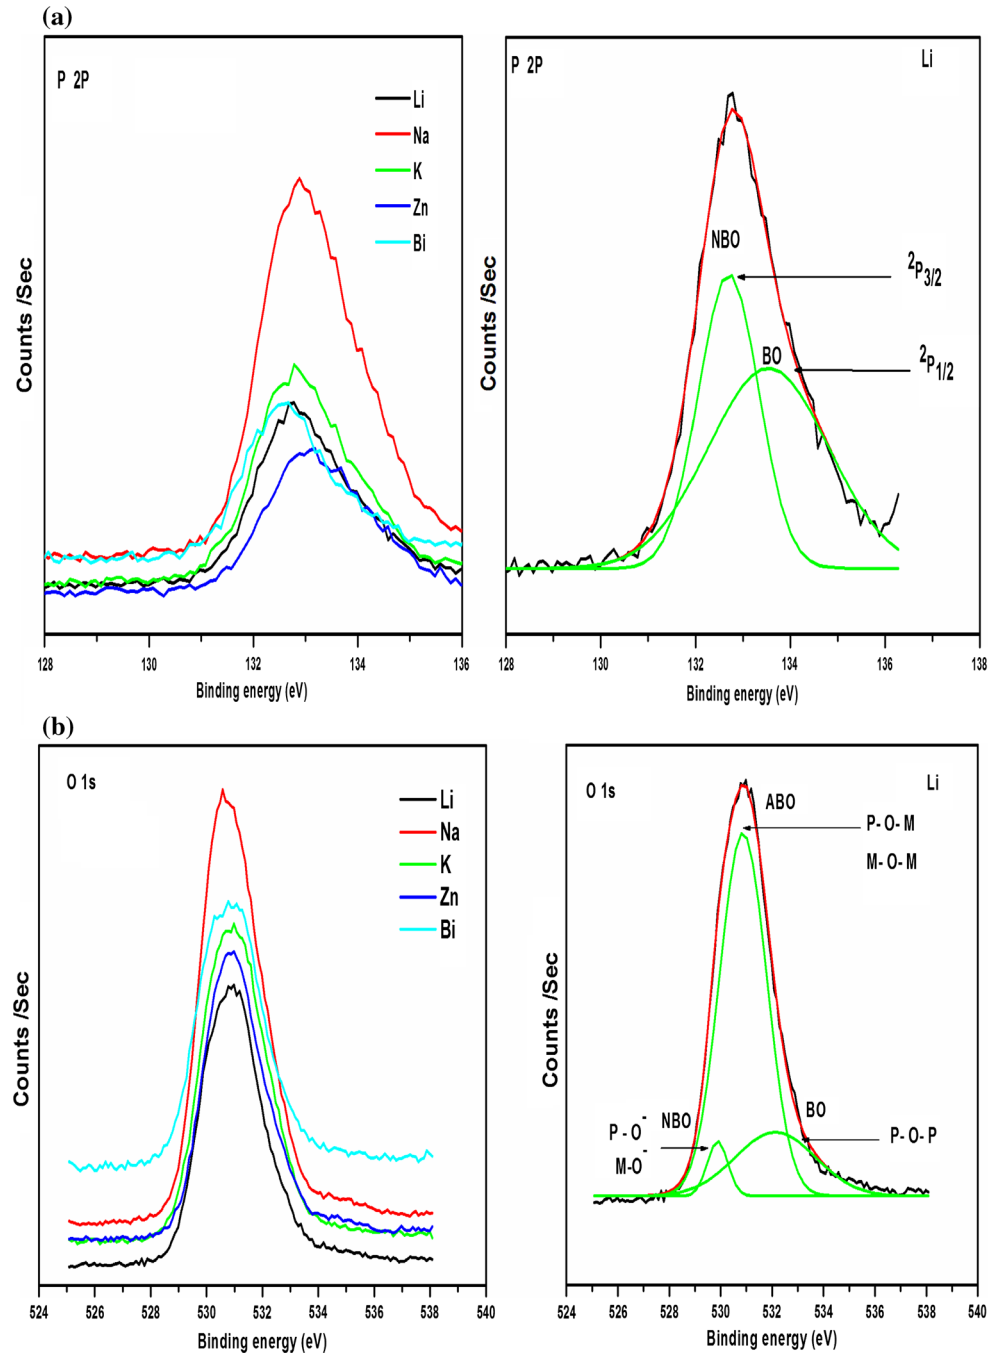 (a)
P 2P
Li
Na
K
Zn
Bi
Counts /Sec
128 130 132 134 136
Binding energy (eV)
P 2P
Li
NBO
2P3/2
BO
2P1/2
Counts /Sec
128 130 132 134 136 138
Binding energy (eV)
(b)
O 1s
Li
Na
K
Zn
Bi
Counts /Sec
524 526 528 530 532 534 536 538 540
Binding energy (eV)
O 1s
Li
ABO
P-O-M
M-O-M
NBO
P-O-
M-O-
BO
P-O-P
Counts /Sec
524 526 528 530 532 534 536 538 540
Binding energy (eV)